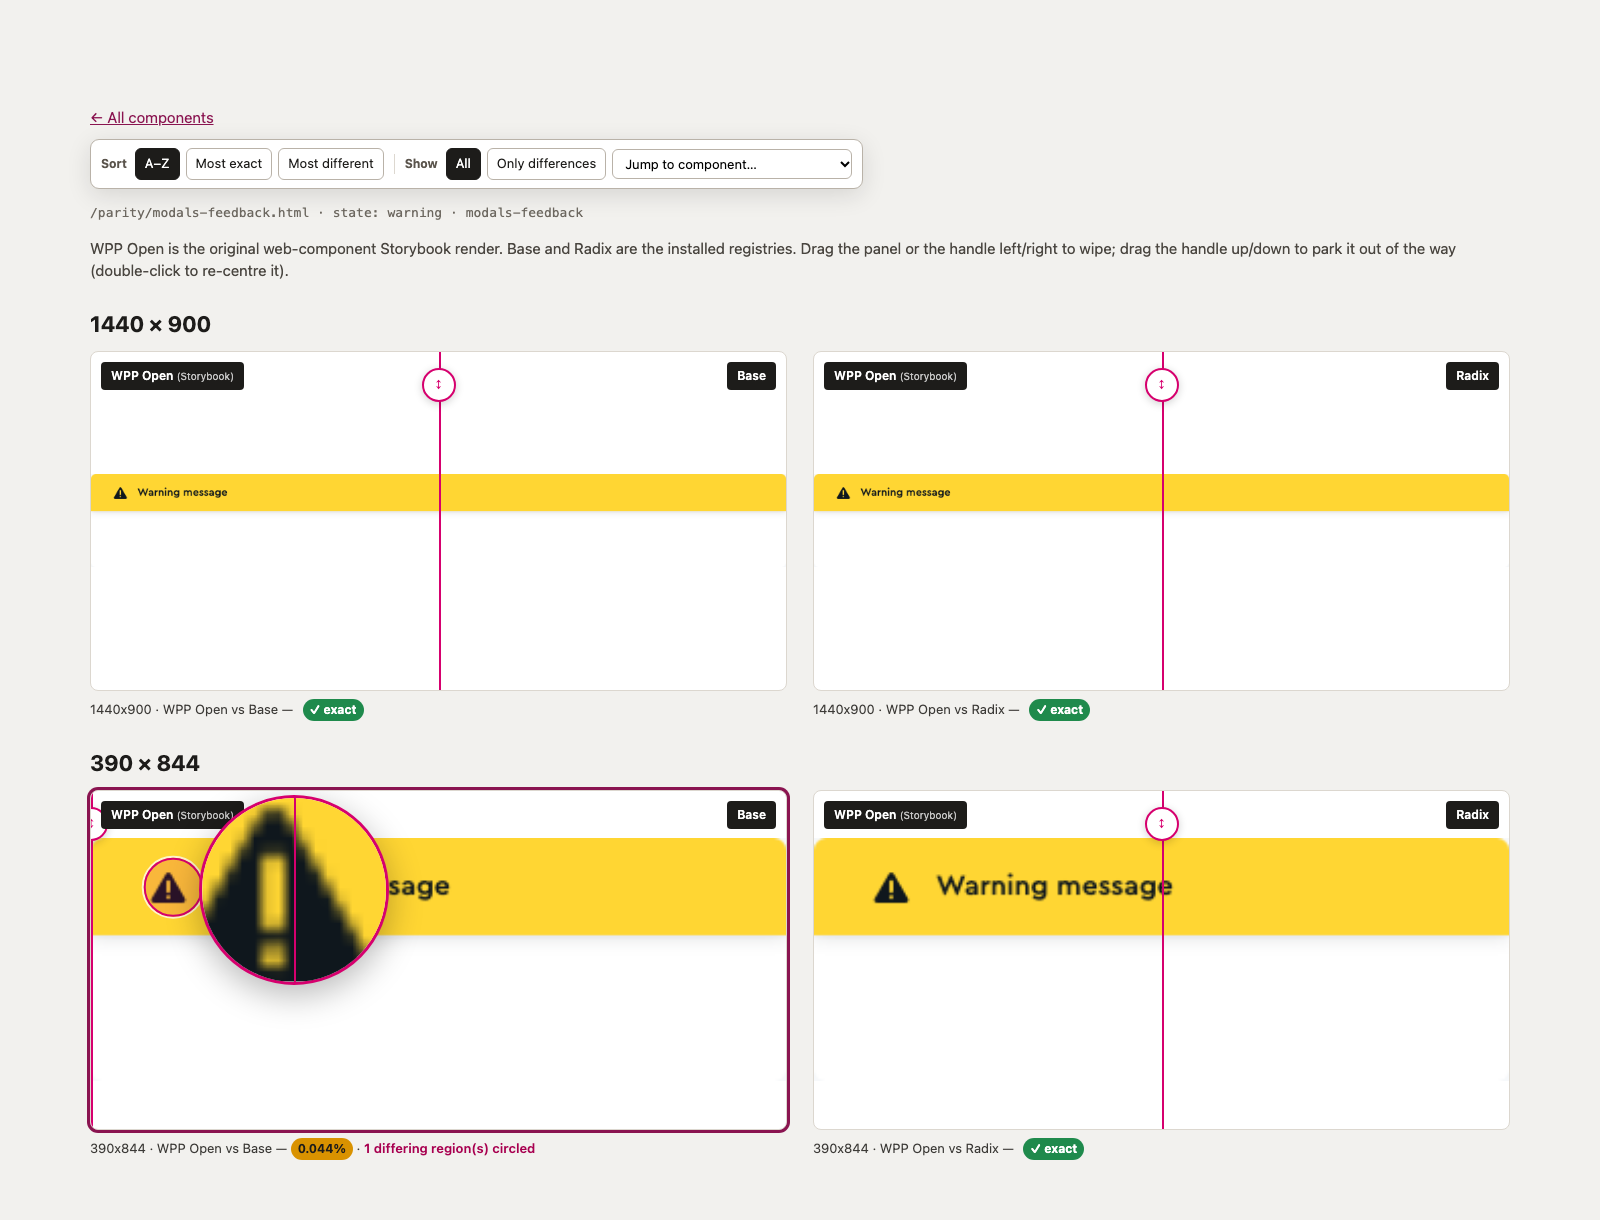 ← All components
Sort A–Z Most exact Most different Show All Only differences Jump to component...
/parity/modals-feedback.html · state: warning · modals-feedback
WPP Open is the original web-component Storybook render. Base and Radix are the installed registries. Drag the panel or the handle left/right to wipe; drag the handle up/down to park it out of the way
(double-click to re-centre it).
1440 × 900
WPP Open (Storybook) Base
Warning message
1440x900 · WPP Open vs Base — ✓ exact
WPP Open (Storybook) Radix
Warning message
1440x900 · WPP Open vs Radix — ✓ exact
390 × 844
WPP Open (Storybook) Base
sage
390x844 · WPP Open vs Base — 0.044% · 1 differing region(s) circled
WPP Open (Storybook) Radix
Warning message
390x844 · WPP Open vs Radix — ✓ exact